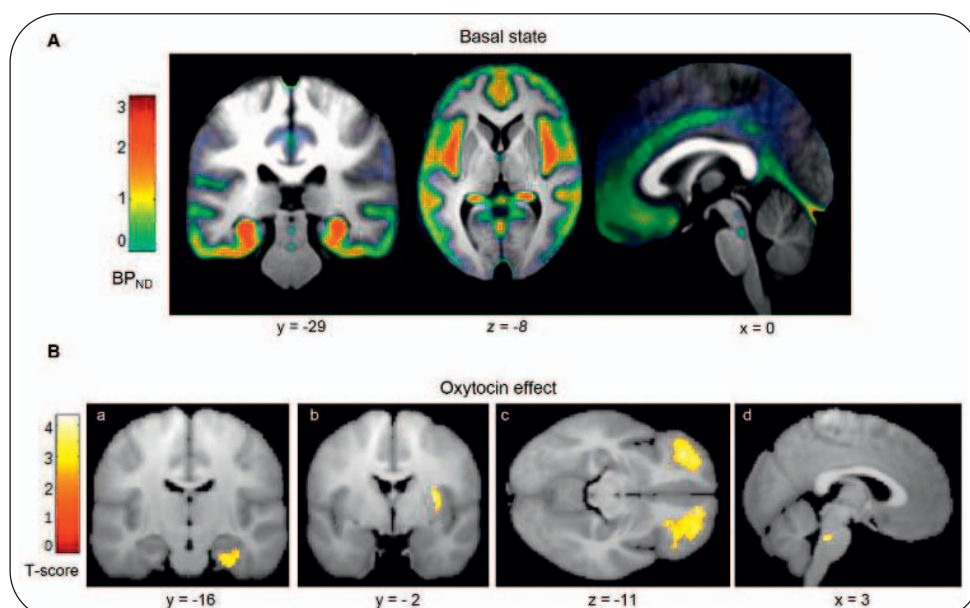 A
Basal state
3
2
1
0
BP_ND
y = -29
z = -8
x = 0
B
Oxytocin effect
a
b
c
d
4
3
2
1
0
T-score
y = -16
y = - 2
z = -11
x = 3